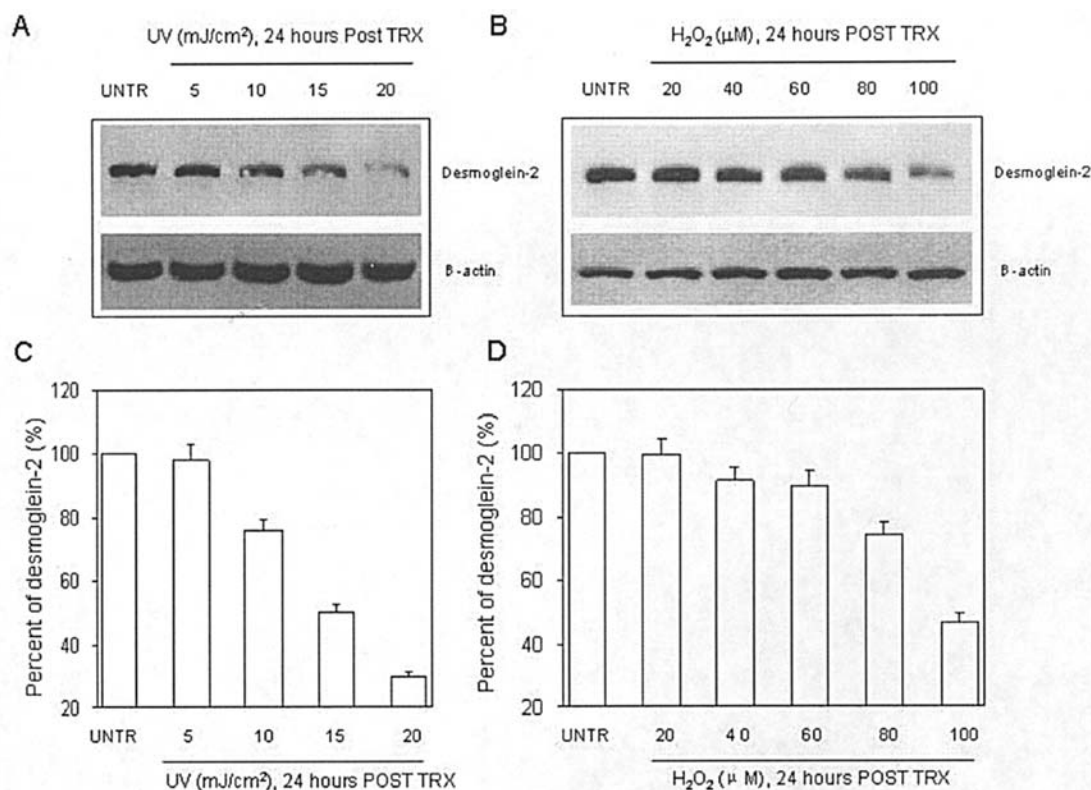 A
UV (mJ/cm²), 24 hours Post TRX
UNTR 5 10 15 20
Desmoglein-2
β-actin
B
H₂O₂ (μM), 24 hours POST TRX
UNTR 20 40 60 80 100
Desmoglein-2
β-actin
C
Percent of desmoglein-2 (%)
120
100
80
60
40
20
UNTR 5 10 15 20
UV (mJ/cm²), 24 hours POST TRX
D
Percent of desmoglein-2 (%)
120
100
80
60
40
20
UNTR 20 40 60 80 100
H₂O₂ (μ M), 24 hours POST TRX